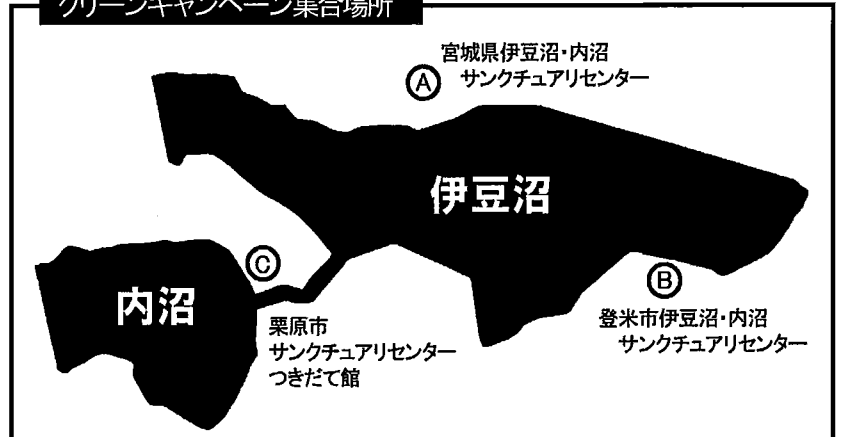 クリーンキャンペーン集合場所
Ⓐ
宮城県伊豆沼・内沼
サンクチュアリセンター
伊豆沼
内沼
Ⓒ
栗原市
サンクチュアリセンター
つきだて館
Ⓑ
登米市伊豆沼・内沼
サンクチュアリセンター